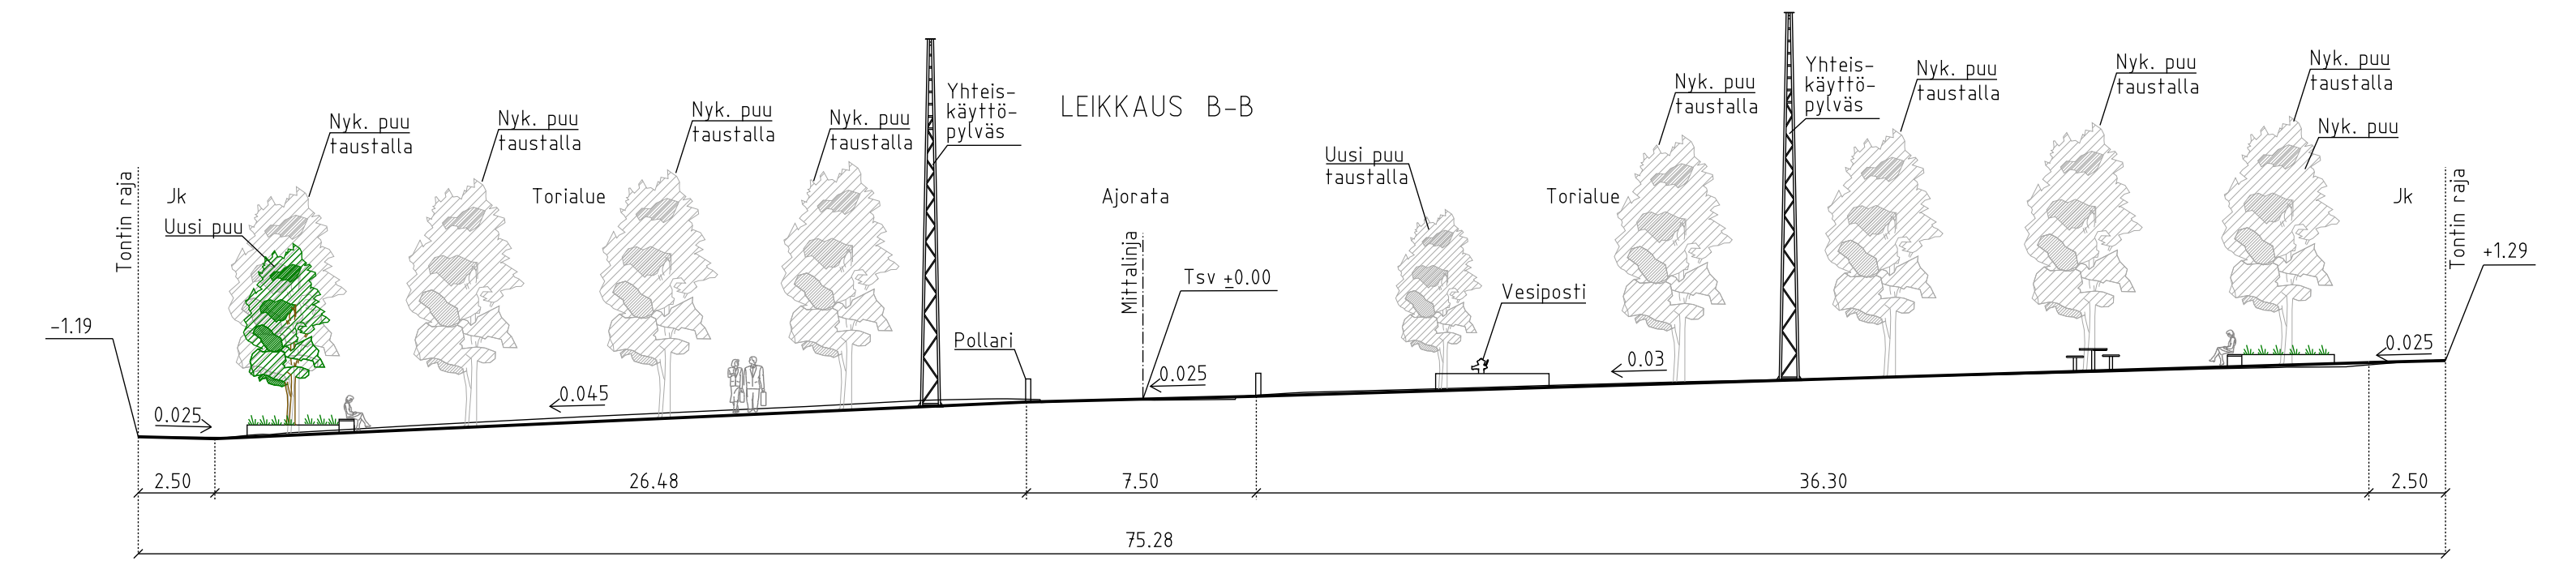 LEIKKAUS B-B
Tontin raja
Jk
Uusi puu
Nyk. puu
taustalla
Nyk. puu
taustalla
Torialue
Nyk. puu
taustalla
Nyk. puu
taustalla
Yhteis-
käyttö-
pylväs
Pollari
Ajorata
Mittalinja
Tsv ±0.00
Uusi puu
taustalla
Vesiposti
Torialue
Nyk. puu
taustalla
Yhteis-
käyttö-
pylväs
Nyk. puu
taustalla
Nyk. puu
taustalla
Nyk. puu
taustalla
Nyk. puu
Jk
Tontin raja
+1.29
-1.19
0.025
0.045
0.025
0.03
0.025
2.50
26.48
7.50
36.30
2.50
75.28